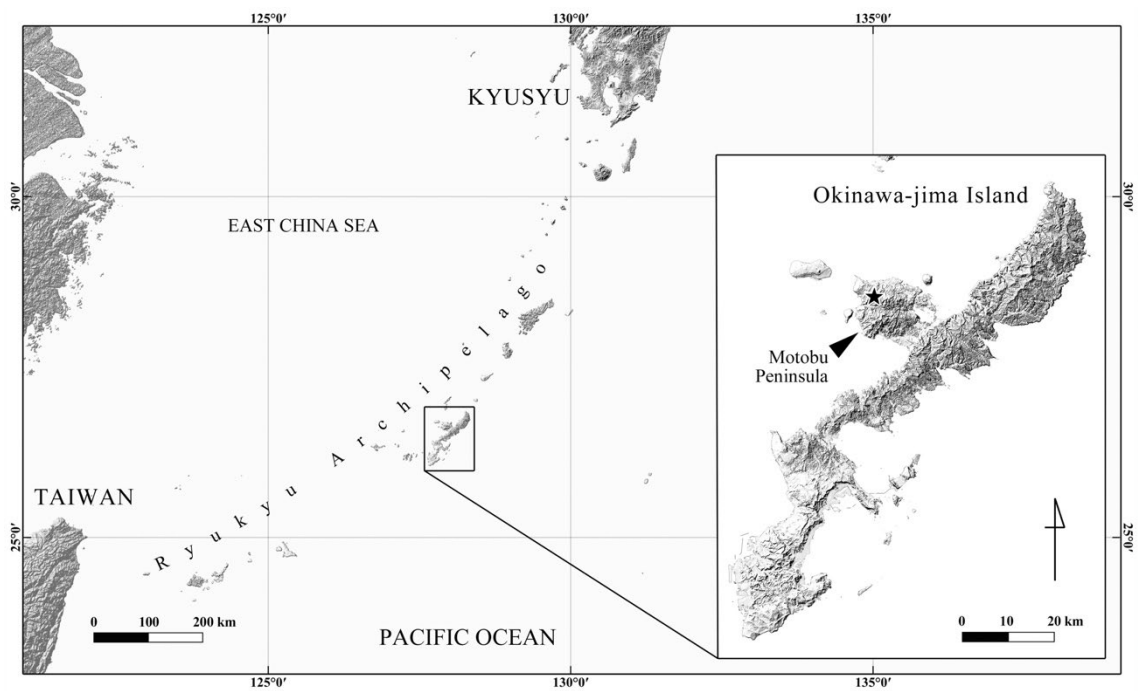 125°0′ 130°0′ 135°0′
KYUSYU
Okinawa-jima Island
30°0′ 30°0′
EAST CHINA SEA
Motobu
Peninsula
Ryukyu Archipélago
TAIWAN
25°0′ 25°0′
0 100 200 km
0 10 20 km
PACIFIC OCEAN
125°0′ 130°0′ 135°0′